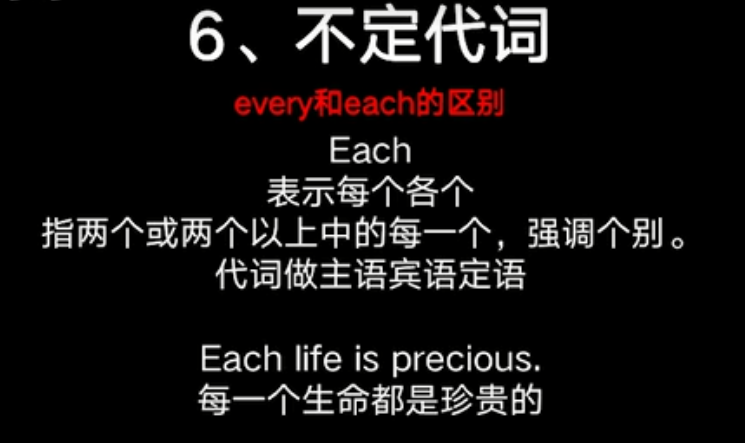 6、不定代词
every和each的区别
Each
表示每个各个
指两个或两个以上中的每一个，强调个别。
代词做主语宾语定语
Each life is precious.
每一个生命都是珍贵的